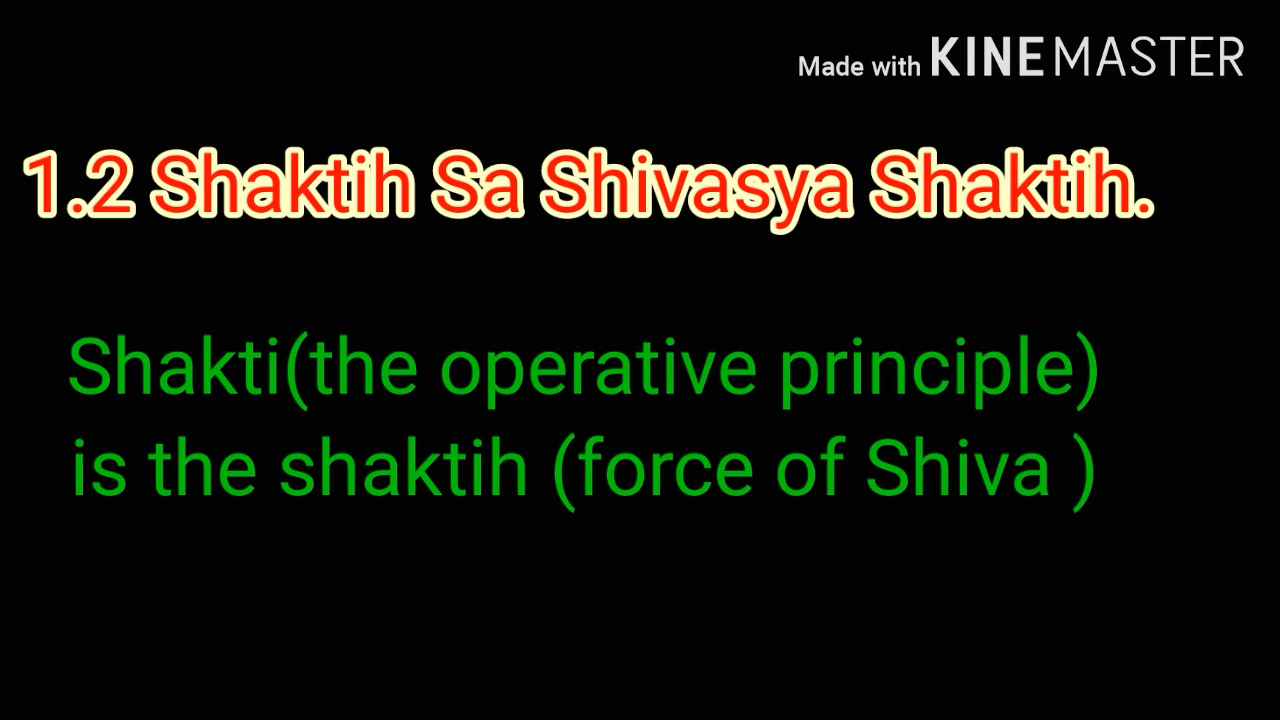 Made with KINEMASTER
1.2 Shaktih Sa Shivasya Shaktih.
Shakti(the operative principle)
is the shaktih (force of Shiva )